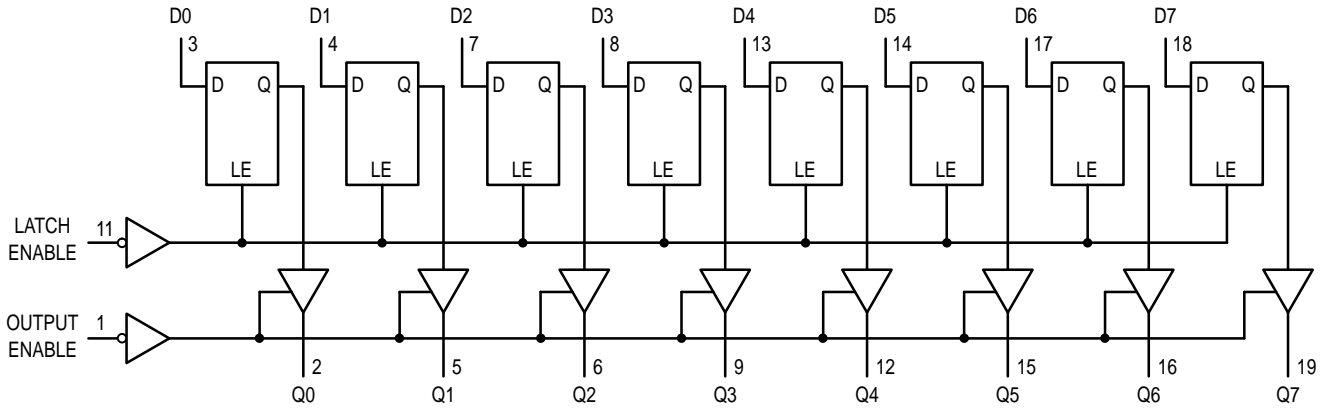 D0 D1 D2 D3 D4 D5 D6 D7
3 4 7 8 13 14 17 18
D Q D Q D Q D Q D Q D Q D Q D Q
LE LE LE LE LE LE LE LE
LATCH 11
ENABLE
OUTPUT 1
ENABLE
2 5 6 9 12 15 16 19
Q0 Q1 Q2 Q3 Q4 Q5 Q6 Q7